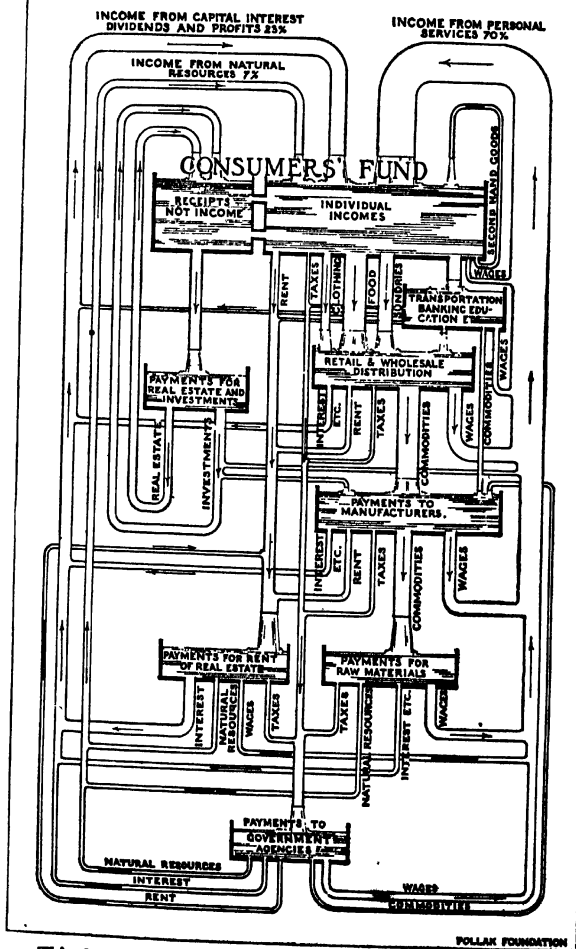 INCOME FROM CAPITAL INTEREST
DIVIDENDS AND PROFITS 23%
INCOME FROM PERSONAL
SERVICES 70%
INCOME FROM NATURAL
RESOURCES 7%
CONSUMERS' FUND
RECEIPTS
NOT INCOME
INDIVIDUAL
INCOMES
SECOND HAND GOODS
RENT
TAXES
CLOTHING
FOOD
SUNDRIES
WAGES
TRANSPORTATION
BANKING EDU-
CATION ETC.
WAGES
RETAIL & WHOLESALE
DISTRIBUTION
PAYMENTS FOR
REAL ESTATE AND
INVESTMENTS
REAL ESTATE
INVESTMENTS
INTEREST
ETC.
RENT
TAXES
COMMODITIES
WAGES
COMMODITIES
PAYMENTS TO
MANUFACTURERS
INTEREST
ETC.
RENT
TAXES
COMMODITIES
WAGES
PAYMENTS FOR RENT
OF REAL ESTATE
PAYMENTS FOR
RAW MATERIALS
INTEREST
NATURAL
RESOURCES
WAGES
TAXES
TAXES
NATURAL RESOURCES
INTEREST ETC.
WAGES
PAYMENTS TO
GOVERNMENT
AGENCIES
NATURAL RESOURCES
INTEREST
RENT
WAGES
COMMODITIES
POLLAK FOUNDATION